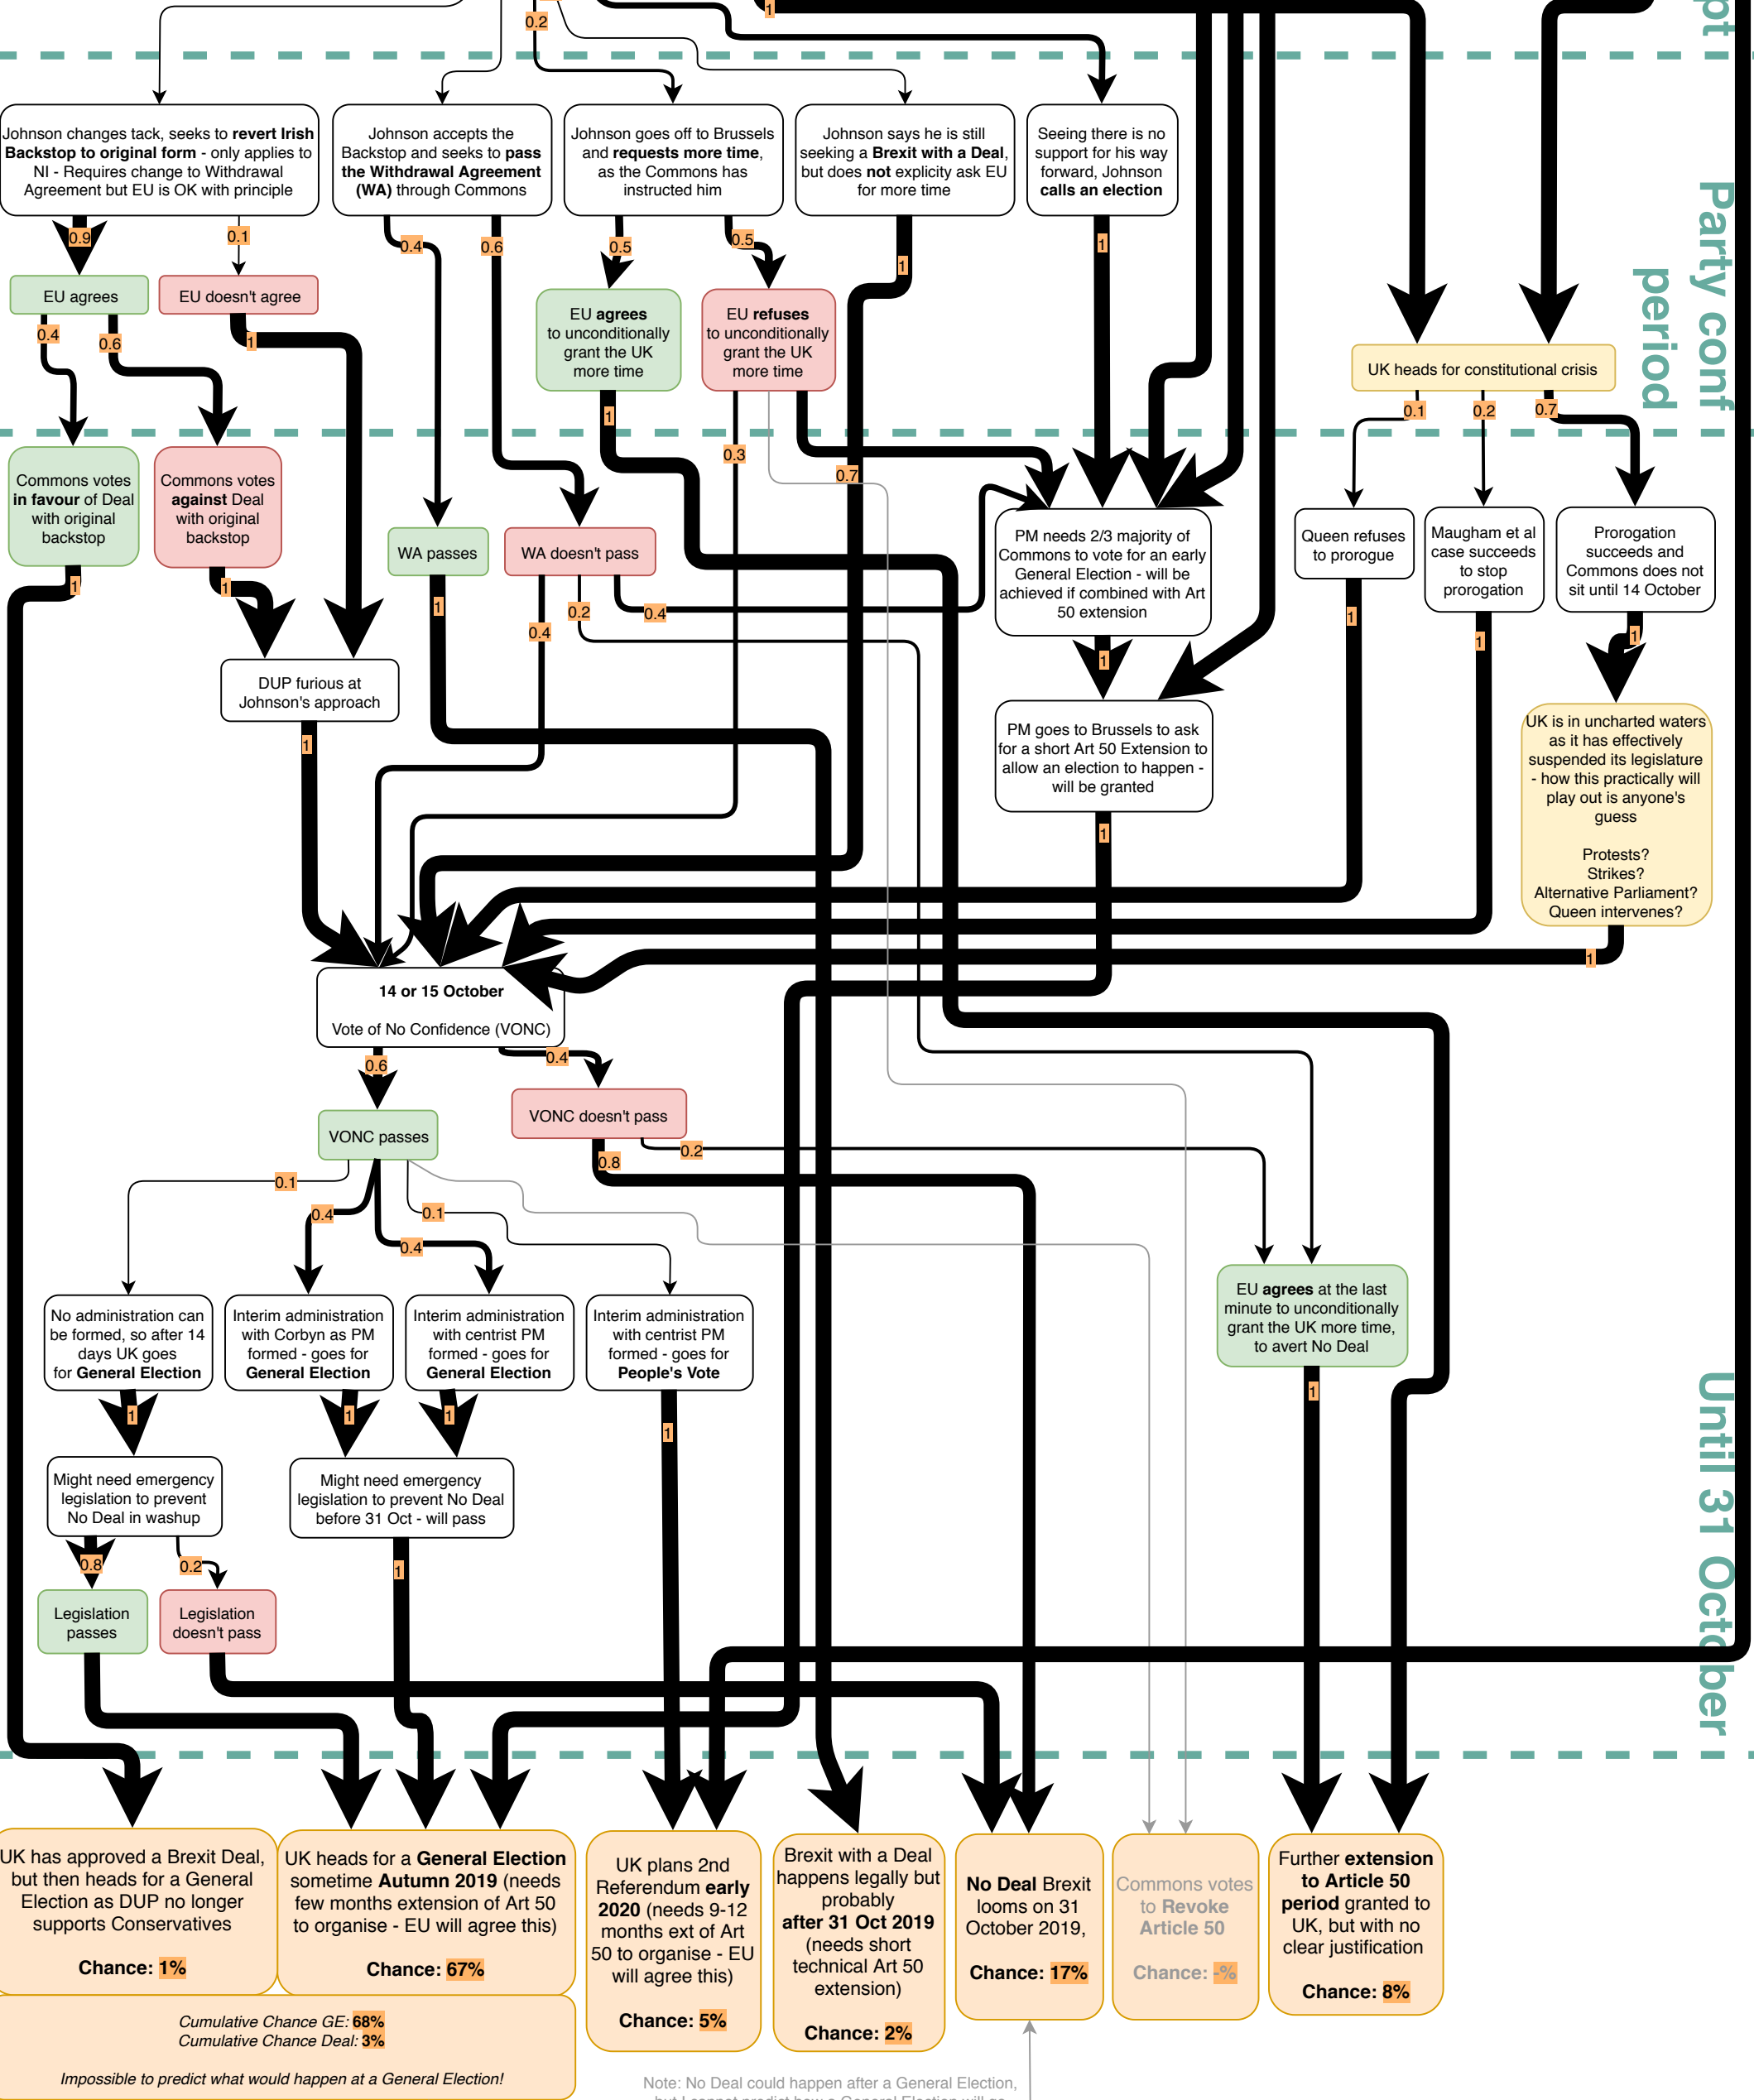 1
0.2
pt
Party conf
period
Johnson changes tack, seeks to revert Irish
Backstop to original form - only applies to
NI - Requires change to Withdrawal
Agreement but EU is OK with principle
Johnson accepts the
Backstop and seeks to pass
the Withdrawal Agreement
(WA) through Commons
Johnson goes off to Brussels
and requests more time,
as the Commons has
instructed him
Johnson says he is still
seeking a Brexit with a Deal,
but does not explicity ask EU
for more time
Seeing there is no
support for his way
forward, Johnson
calls an election
0.9
0.1
0.4
0.6
0.5
0.5
1
1
EU agrees
EU doesn't agree
EU agrees
to unconditionally
grant the UK
more time
EU refuses
to unconditionally
grant the UK
more time
UK heads for constitutional crisis
0.4
0.6
1
1
0.3
0.7
0.1
0.2
0.7
Commons votes
in favour of Deal
with original
backstop
Commons votes
against Deal
with original
backstop
WA passes
WA doesn't pass
PM needs 2/3 majority of
Commons to vote for an early
General Election - will be
achieved if combined with Art
50 extension
Queen refuses
to prorogue
Maugham et al
case succeeds
to stop
prorogation
Prorogation
succeeds and
Commons does not
sit until 14 October
1
1
1
0.4
0.2
0.4
1
1
1
1
DUP furious at
Johnson's approach
PM goes to Brussels to ask
for a short Art 50 Extension to
allow an election to happen -
will be granted
UK is in uncharted waters
as it has effectively
suspended its legislature
- how this practically will
play out is anyone's
guess
Protests?
Strikes?
Alternative Parliament?
Queen intervenes?
1
1
1
14 or 15 October
Vote of No Confidence (VONC)
0.6
0.4
VONC passes
VONC doesn't pass
0.8
0.2
0.1
0.4
0.4
0.1
No administration can
be formed, so after 14
days UK goes
for General Election
Interim administration
with Corbyn as PM
formed - goes for
General Election
Interim administration
with centrist PM
formed - goes for
General Election
Interim administration
with centrist PM
formed - goes for
People's Vote
EU agrees at the last
minute to unconditionally
grant the UK more time,
to avert No Deal
1
1
1
1
1
Until 31 October
Might need emergency
legislation to prevent
No Deal in washup
Might need emergency
legislation to prevent No Deal
before 31 Oct - will pass
0.8
0.2
1
Legislation
passes
Legislation
doesn't pass
UK has approved a Brexit Deal,
but then heads for a General
Election as DUP no longer
supports Conservatives
Chance: 1%
UK heads for a General Election
sometime Autumn 2019 (needs
few months extension of Art 50
to organise - EU will agree this)
Chance: 67%
Cumulative Chance GE: 68%
Cumulative Chance Deal: 3%
Impossible to predict what would happen at a General Election!
UK plans 2nd
Referendum early
2020 (needs 9-12
months ext of Art
50 to organise - EU
will agree this)
Chance: 5%
Brexit with a Deal
happens legally but
probably
after 31 Oct 2019
(needs short
technical Art 50
extension)
Chance: 2%
No Deal Brexit
looms on 31
October 2019,
Chance: 17%
Commons votes
to Revoke
Article 50
Chance: -%
Further extension
to Article 50
period granted to
UK, but with no
clear justification
Chance: 8%
Note: No Deal could happen after a General Election,
but I cannot predict how a General Election will go